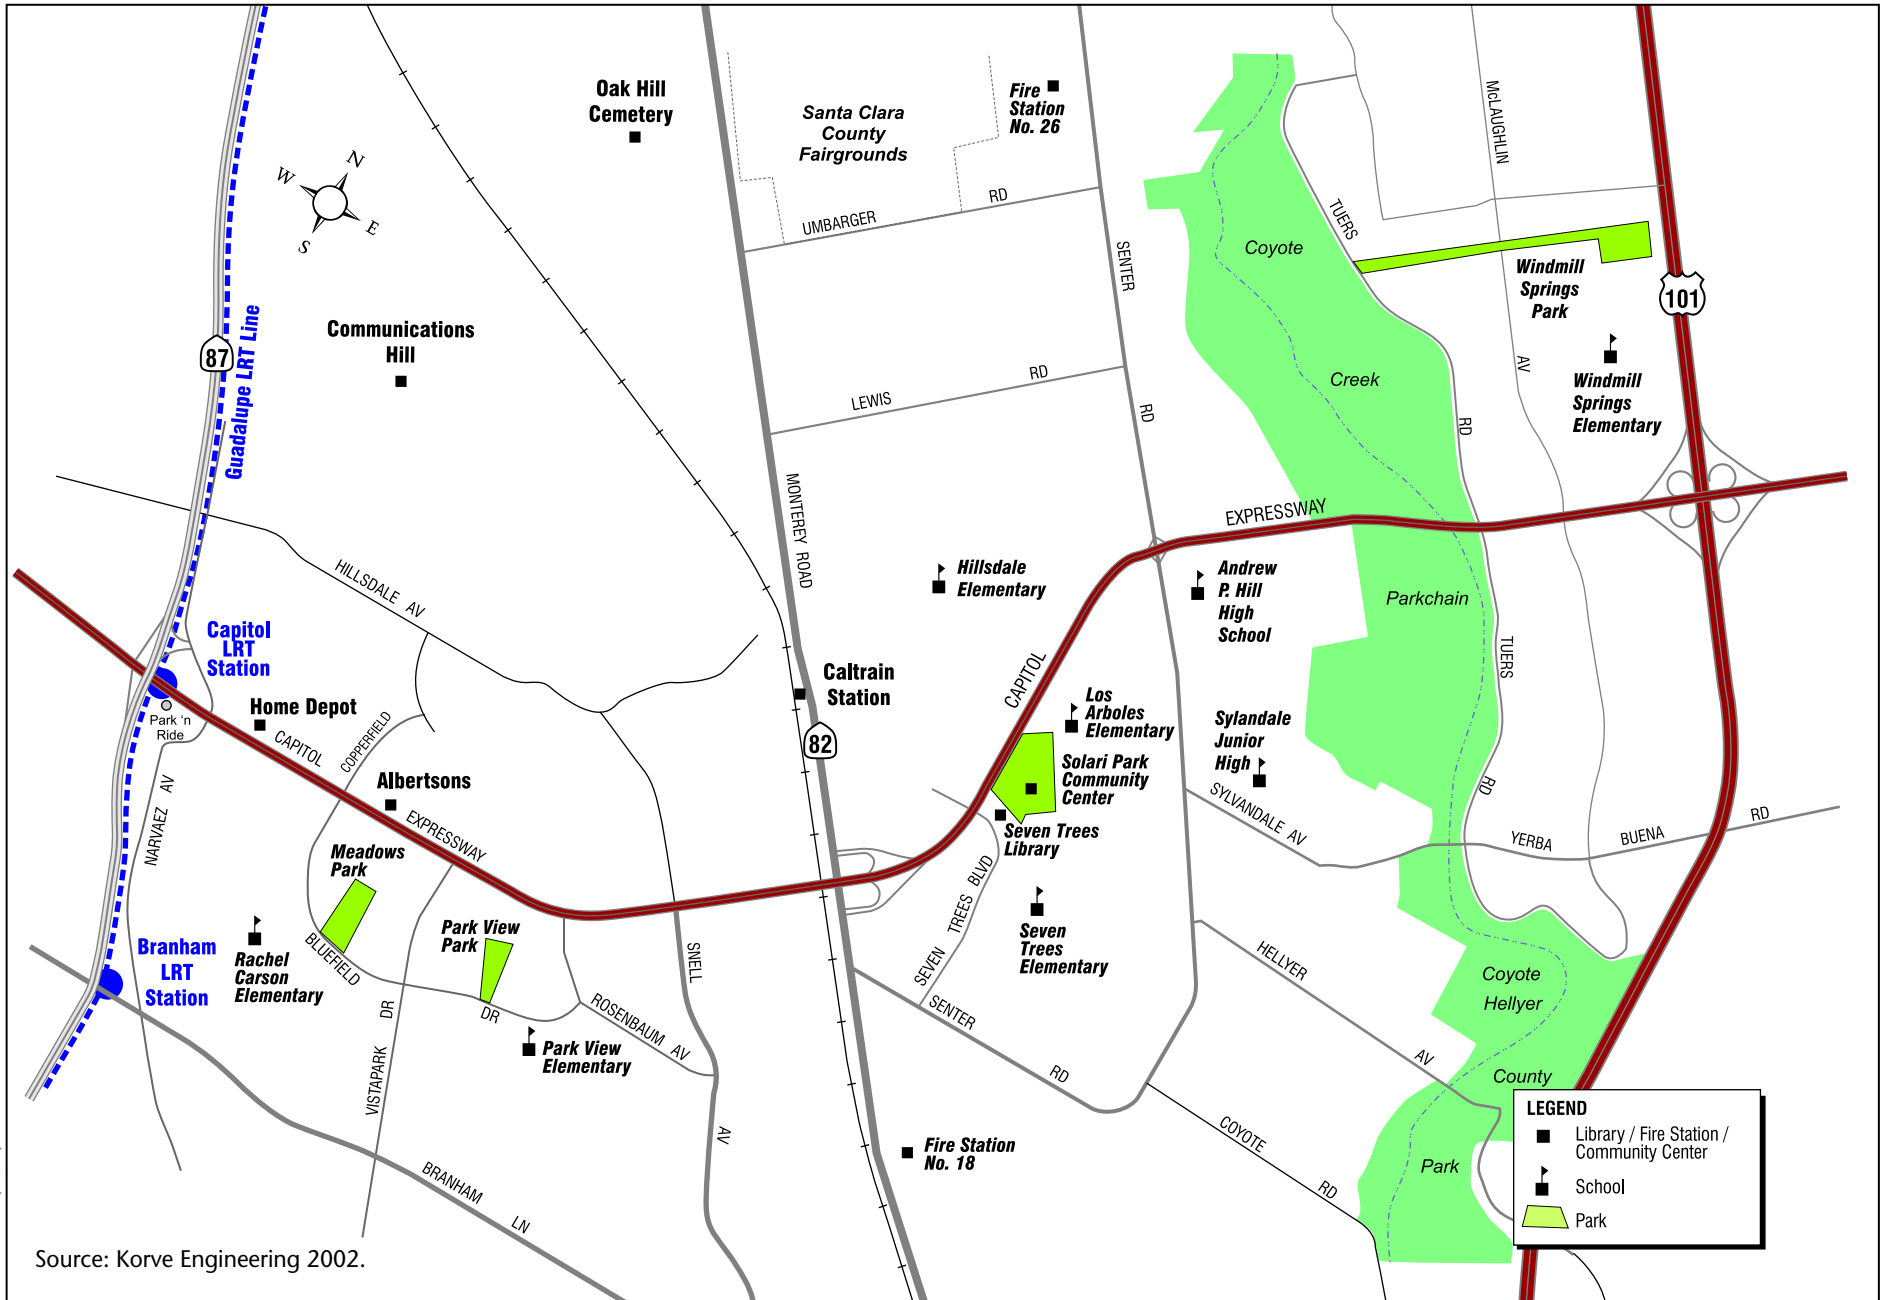 Oak Hill
Cemetery
Santa Clara
County
Fairgrounds
Fire
Station
No. 26
McLAUGHLIN
AV
N
W
E
S
UMBARGER
RD
TUERS
RD
SENTER
RD
Coyote
Creek
Parkchain
Windmill
Springs
Park
101
Windmill
Springs
Elementary
Communications
Hill
87
Guadalupe LRT Line
LEWIS
RD
MONTEREY ROAD
EXPRESSWAY
HILLSDALE AV
Hillsdale
Elementary
Andrew
P. Hill
High
School
Capitol
LRT
Station
Park 'n
Ride
Home Depot
CAPITOL
COPPERFIELD
Albertsons
EXPRESSWAY
Caltrain
Station
82
CAPITOL
Los
Arboles
Elementary
Solari Park
Community
Center
Seven Trees
Library
Sylandale
Junior
High
TUERS
RD
SYLVANDALE AV
YERBA
BUENA
RD
NARVAEZ AV
Meadows
Park
Park View
Park
Rachel
Carson
Elementary
BLUEFIELD
DR
Branham
LRT
Station
VISTAPARK
DR
Park View
Elementary
ROSENBAUM AV
SNELL
AV
SEVEN TREES BLVD
Seven
Trees
Elementary
SENTER
RD
HELLYER
AV
Coyote
Hellyer
County
Park
COYOTE
RD
Fire Station
No. 18
BRANHAM
LN
LEGEND
Library / Fire Station /
Community Center
School
Park
Source: Korve Engineering 2002.